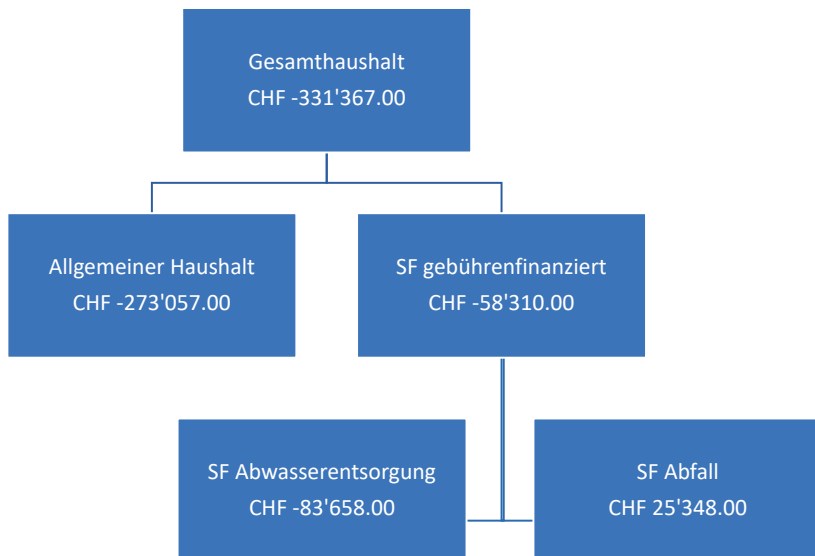 Gesamthaushalt
CHF -331'367.00
Allgemeiner Haushalt
CHF -273'057.00
SF gebührenfinanziert
CHF -58'310.00
SF Abwasserentsorgung
CHF -83'658.00
SF Abfall
CHF 25'348.00